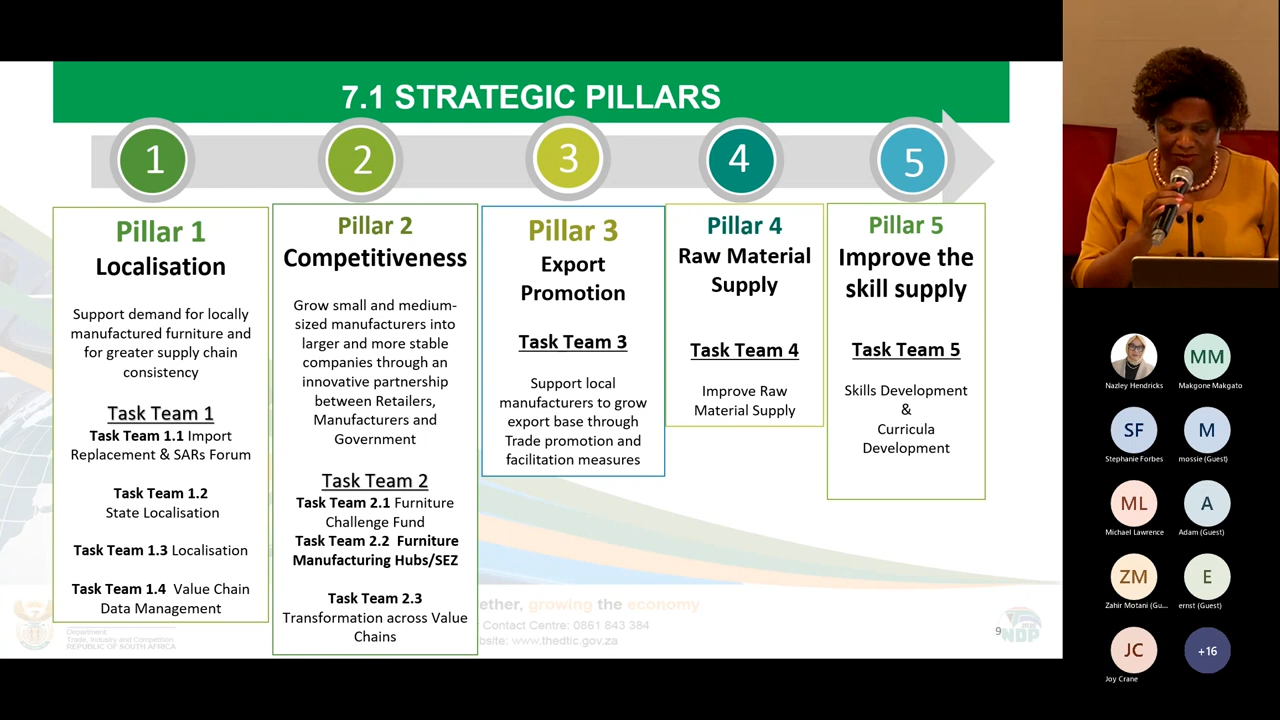 7.1 STRATEGIC PILLARS
1
2
3
4
5
Pillar 1
Localisation
Support demand for locally
manufactured furniture and
for greater supply chain
consistency
Task Team 1
Task Team 1.1 Import
Replacement & SARs Forum
Task Team 1.2
State Localisation
Task Team 1.3 Localisation
Task Team 1.4 Value Chain
Data Management
Pillar 2
Competitiveness
Grow small and medium-
sized manufacturers into
larger and more stable
companies through an
innovative partnership
between Retailers,
Manufacturers and
Government
Task Team 2
Task Team 2.1 Furniture
Challenge Fund
Task Team 2.2 Furniture
Manufacturing Hubs/SEZ
Task Team 2.3
Transformation across Value
Chains
Pillar 3
Export
Promotion
Task Team 3
Support local
manufacturers to grow
export base through
Trade promotion and
facilitation measures
Pillar 4
Raw Material
Supply
Task Team 4
Improve Raw
Material Supply
Pillar 5
Improve the
skill supply
Task Team 5
Skills Development
&
Curricula
Development
Department:
Trade, Industry and Competition
REPUBLIC OF SOUTH AFRICA
ether, growing the economy
Contact Centre: 0861 843 384
bsite: www.thedtic.gov.za
9
NDP
Nazley Hendricks
MM
Makgone Makgato
SF
Stephanie Forbes
M
mossie (Guest)
ML
Michael Lawrence
A
Adam (Guest)
ZM
Zahir Motani (Gu...
E
ernst (Guest)
JC
Joy Crane
+16